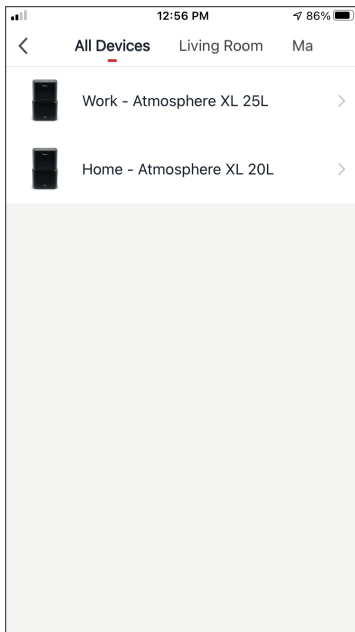 12:56 PM 86%
All Devices Living Room Ma
Work - Atmosphere XL 25L
Home - Atmosphere XL 20L